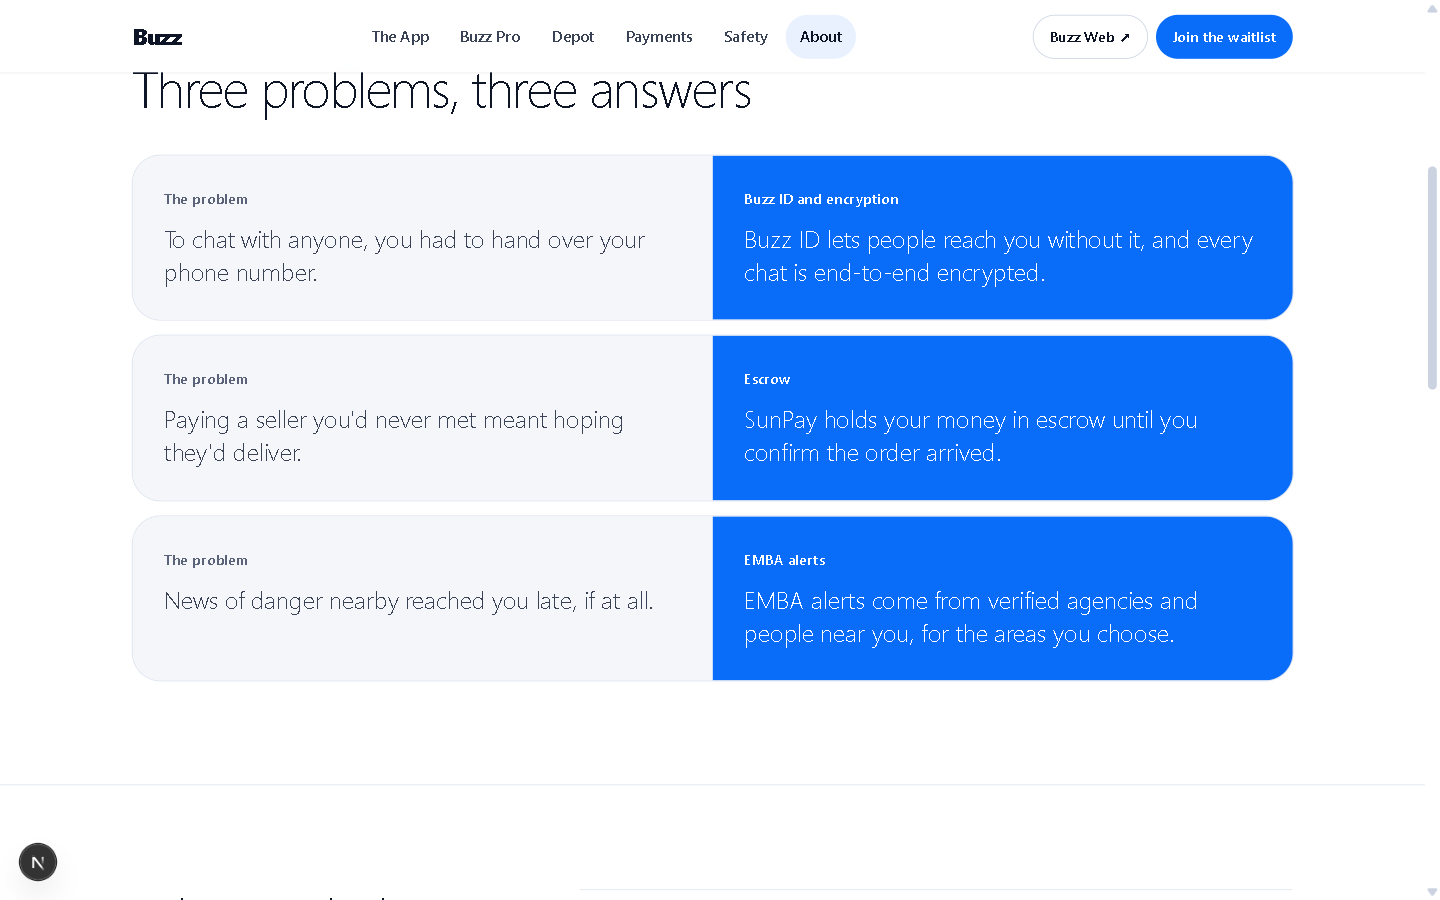 Buzz
The App
Buzz Pro
Depot
Payments
Safety
About
Buzz Web ↗
Join the waitlist
Three problems, three answers
The problem
To chat with anyone, you had to hand over your
phone number.
Buzz ID and encryption
Buzz ID lets people reach you without it, and every
chat is end-to-end encrypted.
The problem
Paying a seller you'd never met meant hoping
they'd deliver.
Escrow
SunPay holds your money in escrow until you
confirm the order arrived.
The problem
News of danger nearby reached you late, if at all.
EMBA alerts
EMBA alerts come from verified agencies and
people near you, for the areas you choose.
N